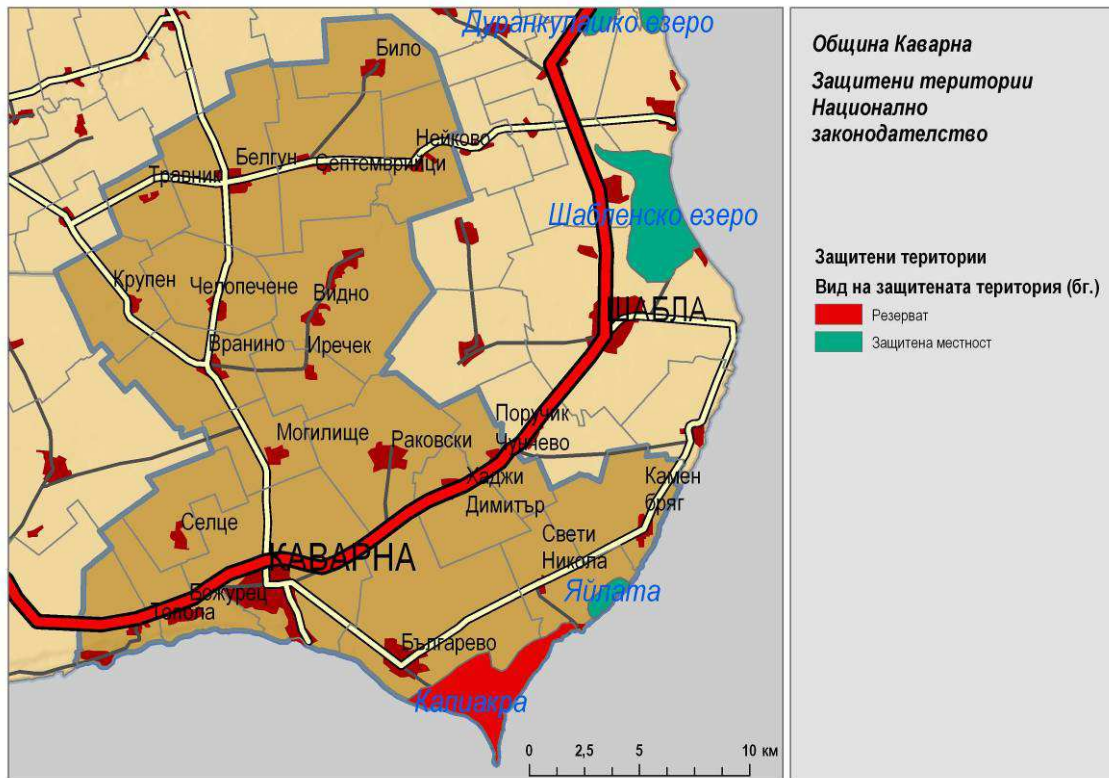 Дуранкулашко езеро
Било
Нейково
Белгун
Септемврийци
Травник
Шабленско езеро
Крупен
Челопечене
Видно
ШАБЛА
Вранино
Иречек
Поручик
Чунчево
Могилище
Раковски
Хаджи
Димитър
Камен
бряг
Селце
Свети
Никола
КАВАРНА
Божурец
Топола
Яйлата
Българево
Калиакра
0 2,5 5 10 км
Община Каварна
Защитени територии
Национално
законодателство
Защитени територии
Вид на защитената територия (бг.)
Резерват
Защитена местност